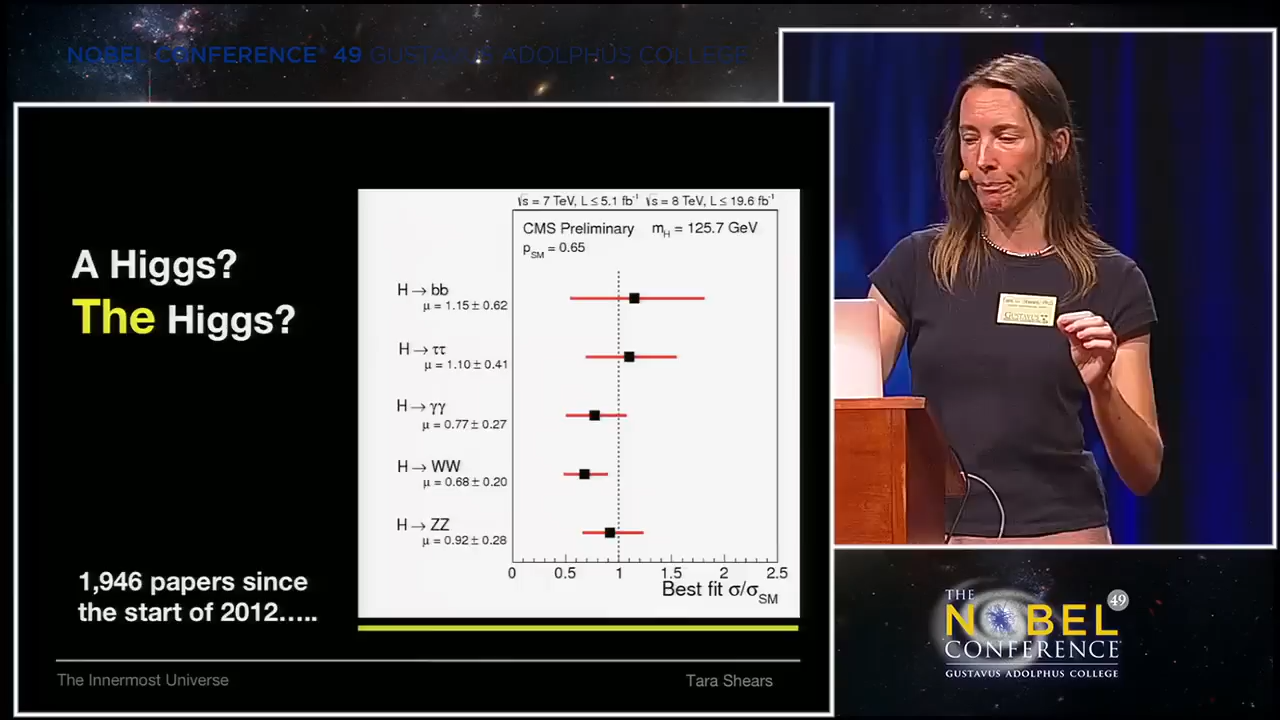 NOBEL CONFERENCE® 49 GUSTAVUS ADOLPHUS COLLEGE
A Higgs?
The Higgs?
1,946 papers since
the start of 2012.....
√s = 7 TeV, L ≤ 5.1 fb⁻¹ √s = 8 TeV, L ≤ 19.6 fb⁻¹
CMS Preliminary m_H = 125.7 GeV
p_SM = 0.65
H → bb
μ = 1.15 ± 0.62
H → ττ
μ = 1.10 ± 0.41
H → γγ
μ = 0.77 ± 0.27
H → WW
μ = 0.68 ± 0.20
H → ZZ
μ = 0.92 ± 0.28
0 0.5 1 1.5 2 2.5
Best fit σ/σ_SM
The Innermost Universe
Tara Shears
GUSTAVUS
THE
NOBEL 49
CONFERENCE
GUSTAVUS ADOLPHUS COLLEGE